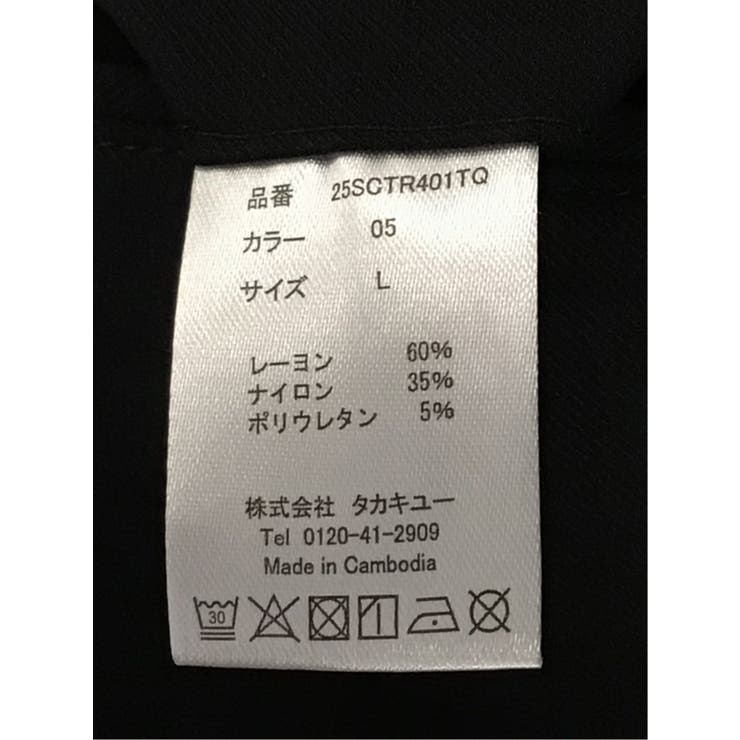 品番 25SCTR401TQ
カラー 05
サイズ L
レーヨン 60%
ナイロン 35%
ポリウレタン 5%
株式会社 タカキユー
Tel 0120-41-2909
Made in Cambodia
30